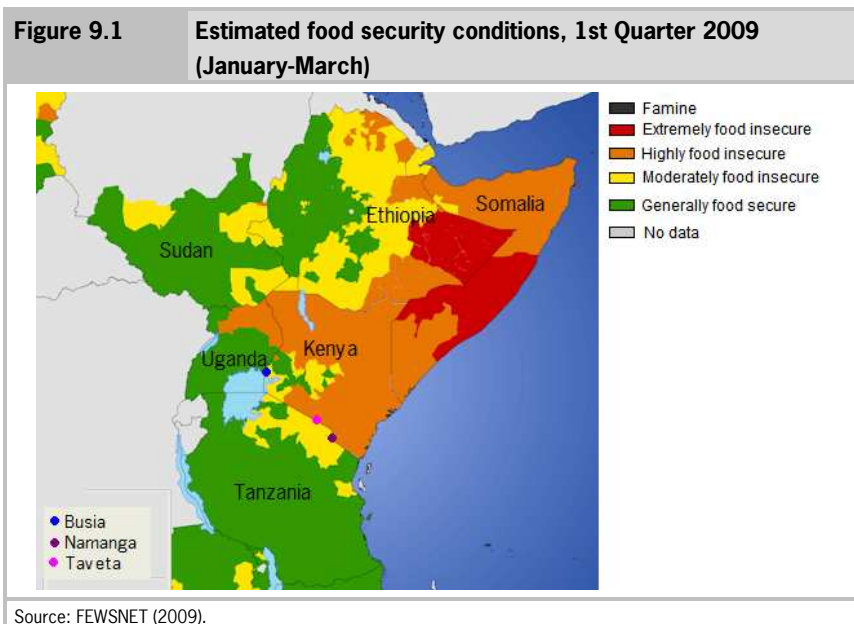 Figure 9.1 Estimated food security conditions, 1st Quarter 2009
(January-March)
Famine
Extremely food insecure
Highly food insecure
Moderately food insecure
Generally food secure
No data
Ethiopia
Somalia
Sudan
Uganda
Kenya
Tanzania
Busia
Namanga
Taveta
Source: FEWSNET (2009).